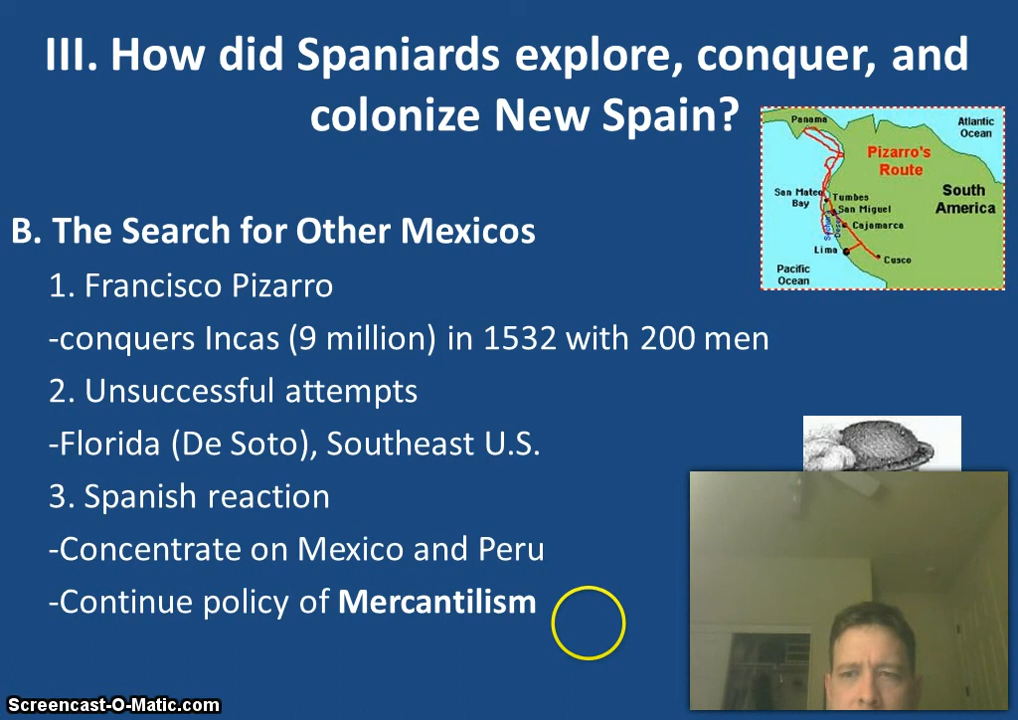 III. How did Spaniards explore, conquer, and
colonize New Spain?
Panama
Atlantic
Ocean
Pizarro's
Route
San Mateo
Bay
Tumbes
South
America
San Miguel
Cajamarca
Lima
Cusco
Pacific
Ocean
B. The Search for Other Mexicos
1. Francisco Pizarro
-conquers Incas (9 million) in 1532 with 200 men
2. Unsuccessful attempts
-Florida (De Soto), Southeast U.S.
3. Spanish reaction
-Concentrate on Mexico and Peru
-Continue policy of Mercantilism
Screencast-O-Matic.com